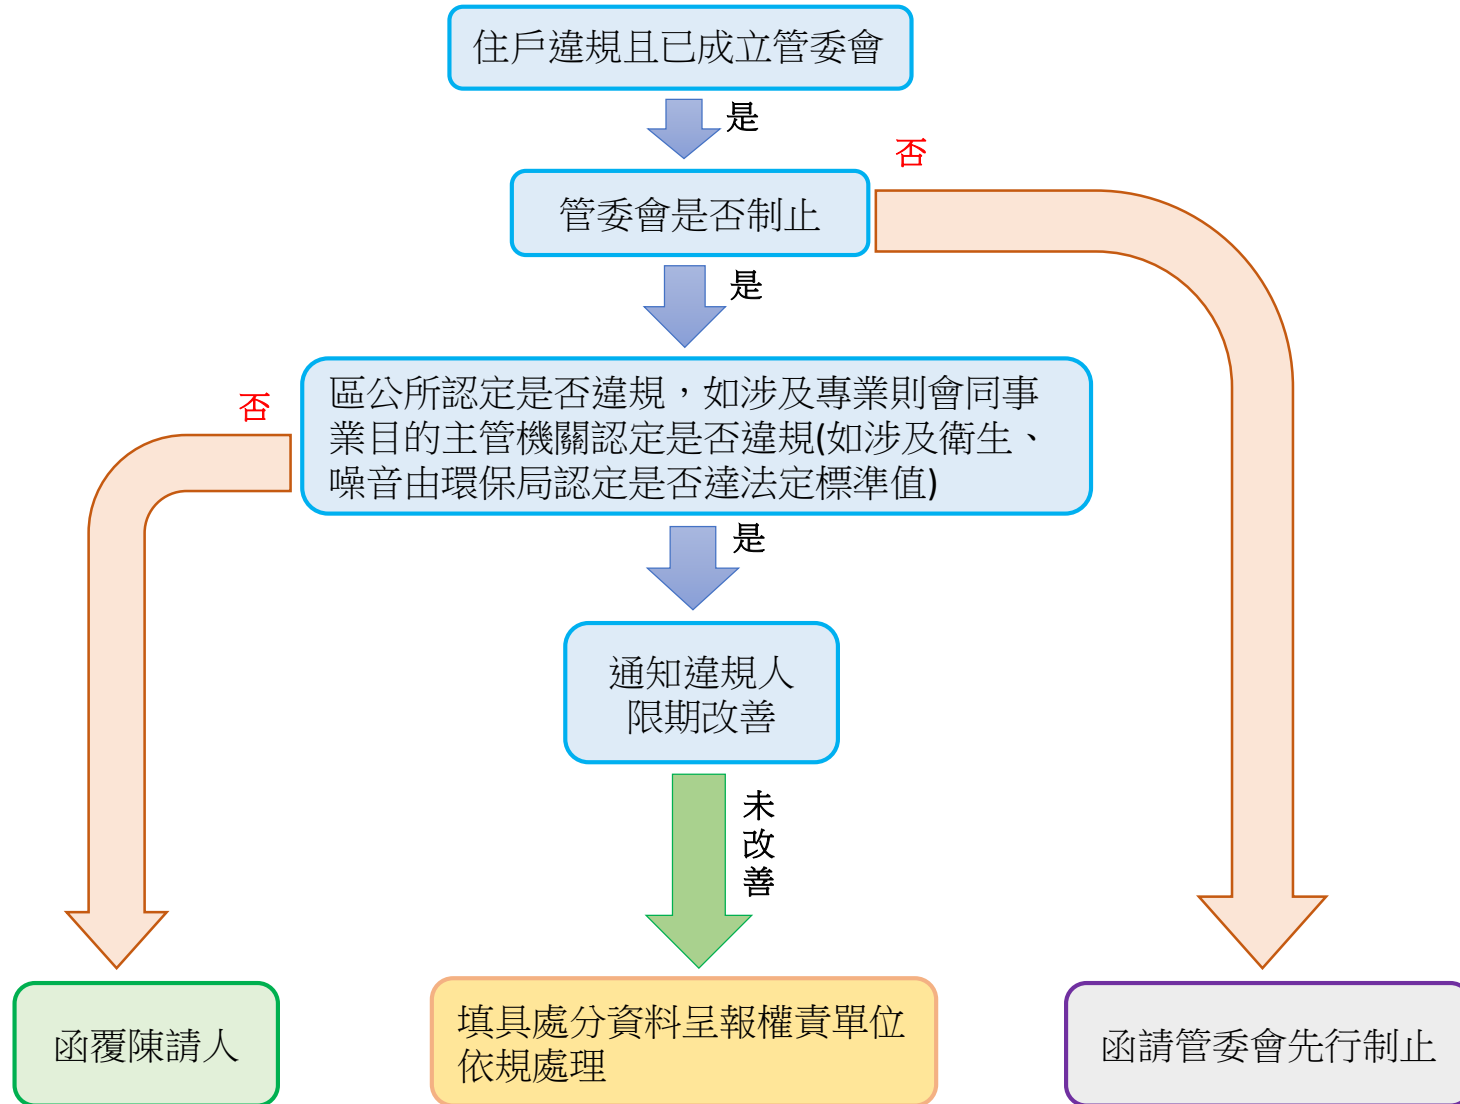 住戶違規且已成立管委會
是
否
管委會是否制止
是
區公所認定是否違規，如涉及專業則會同事
業目的主管機關認定是否違規(如涉及衛生、
噪音由環保局認定是否達法定標準值)
否
是
通知違規人
限期改善
未
改
善
函覆陳請人
填具處分資料呈報權責單位
依規處理
函請管委會先行制止